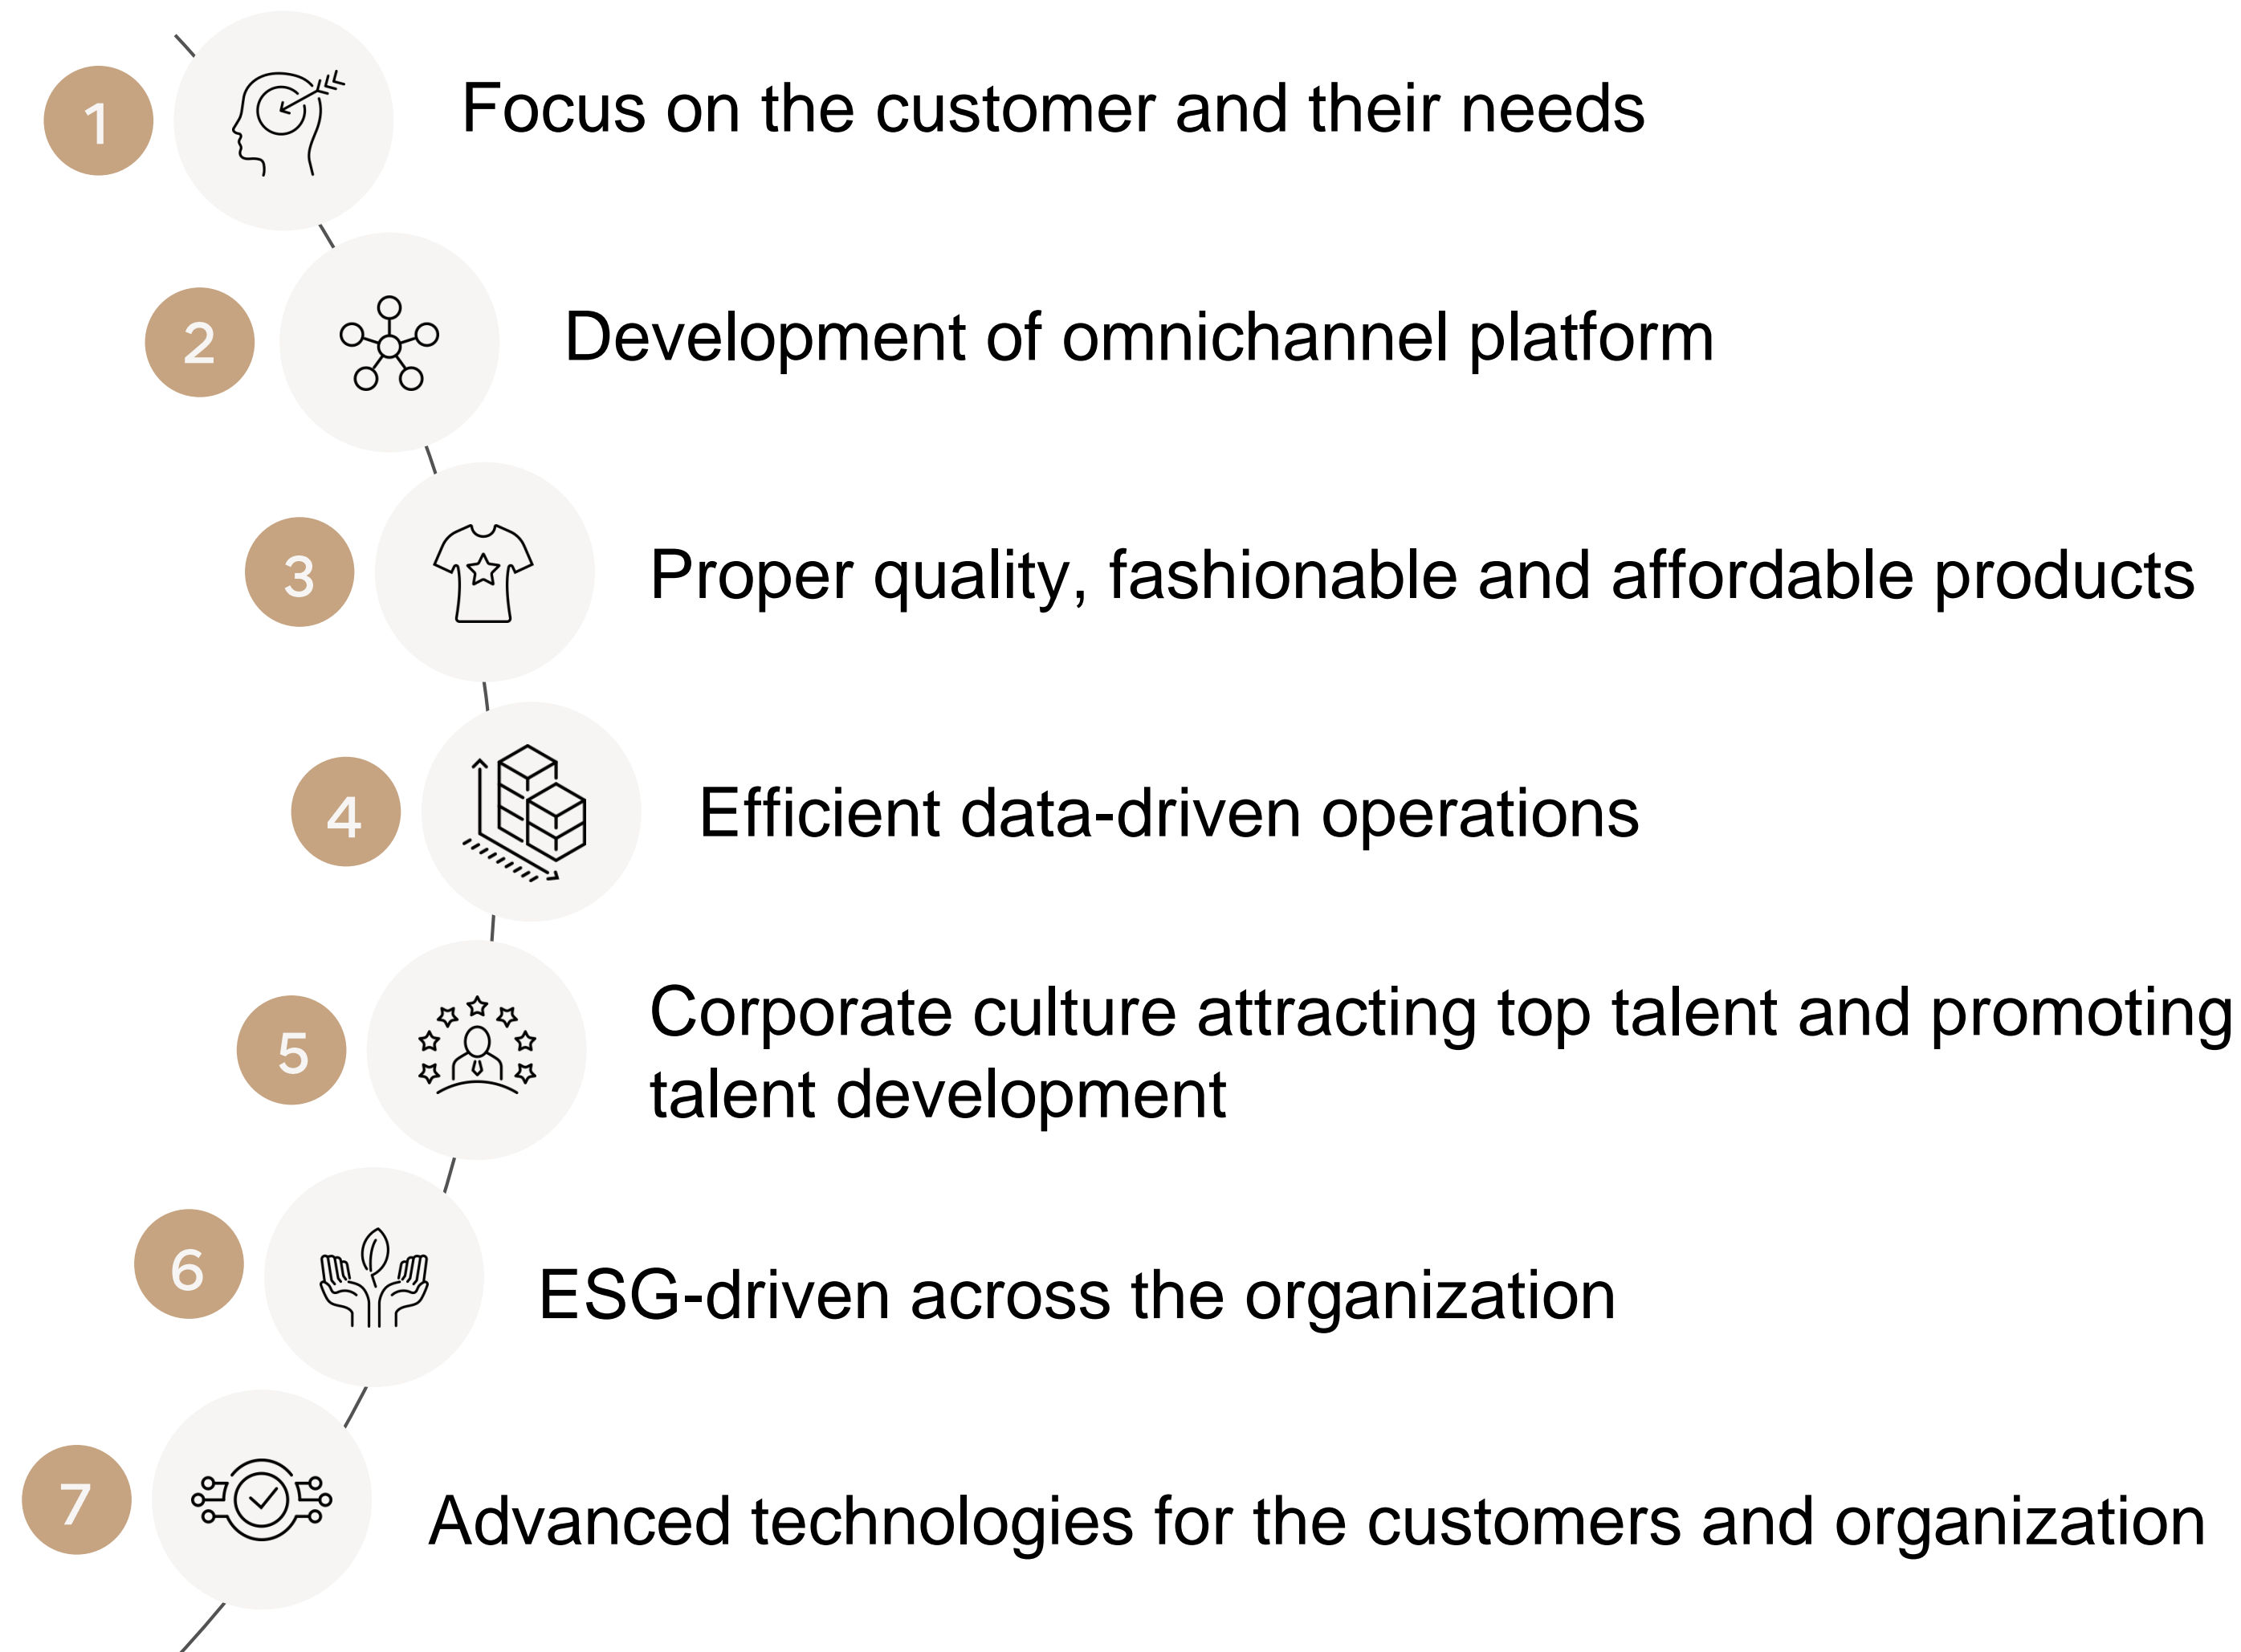 1
Focus on the customer and their needs
2
Development of omnichannel platform
3
Proper quality, fashionable and affordable products
4
Efficient data-driven operations
5
Corporate culture attracting top talent and promoting
talent development
6
ESG-driven across the organization
7
Advanced technologies for the customers and organization